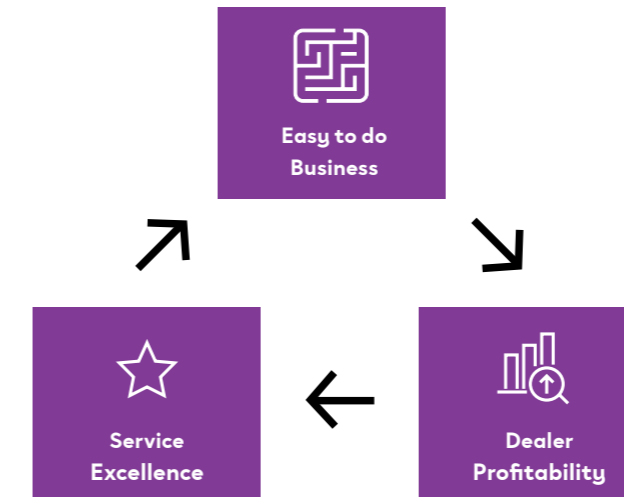 Easy to do
Business
Service
Excellence
Dealer
Profitability